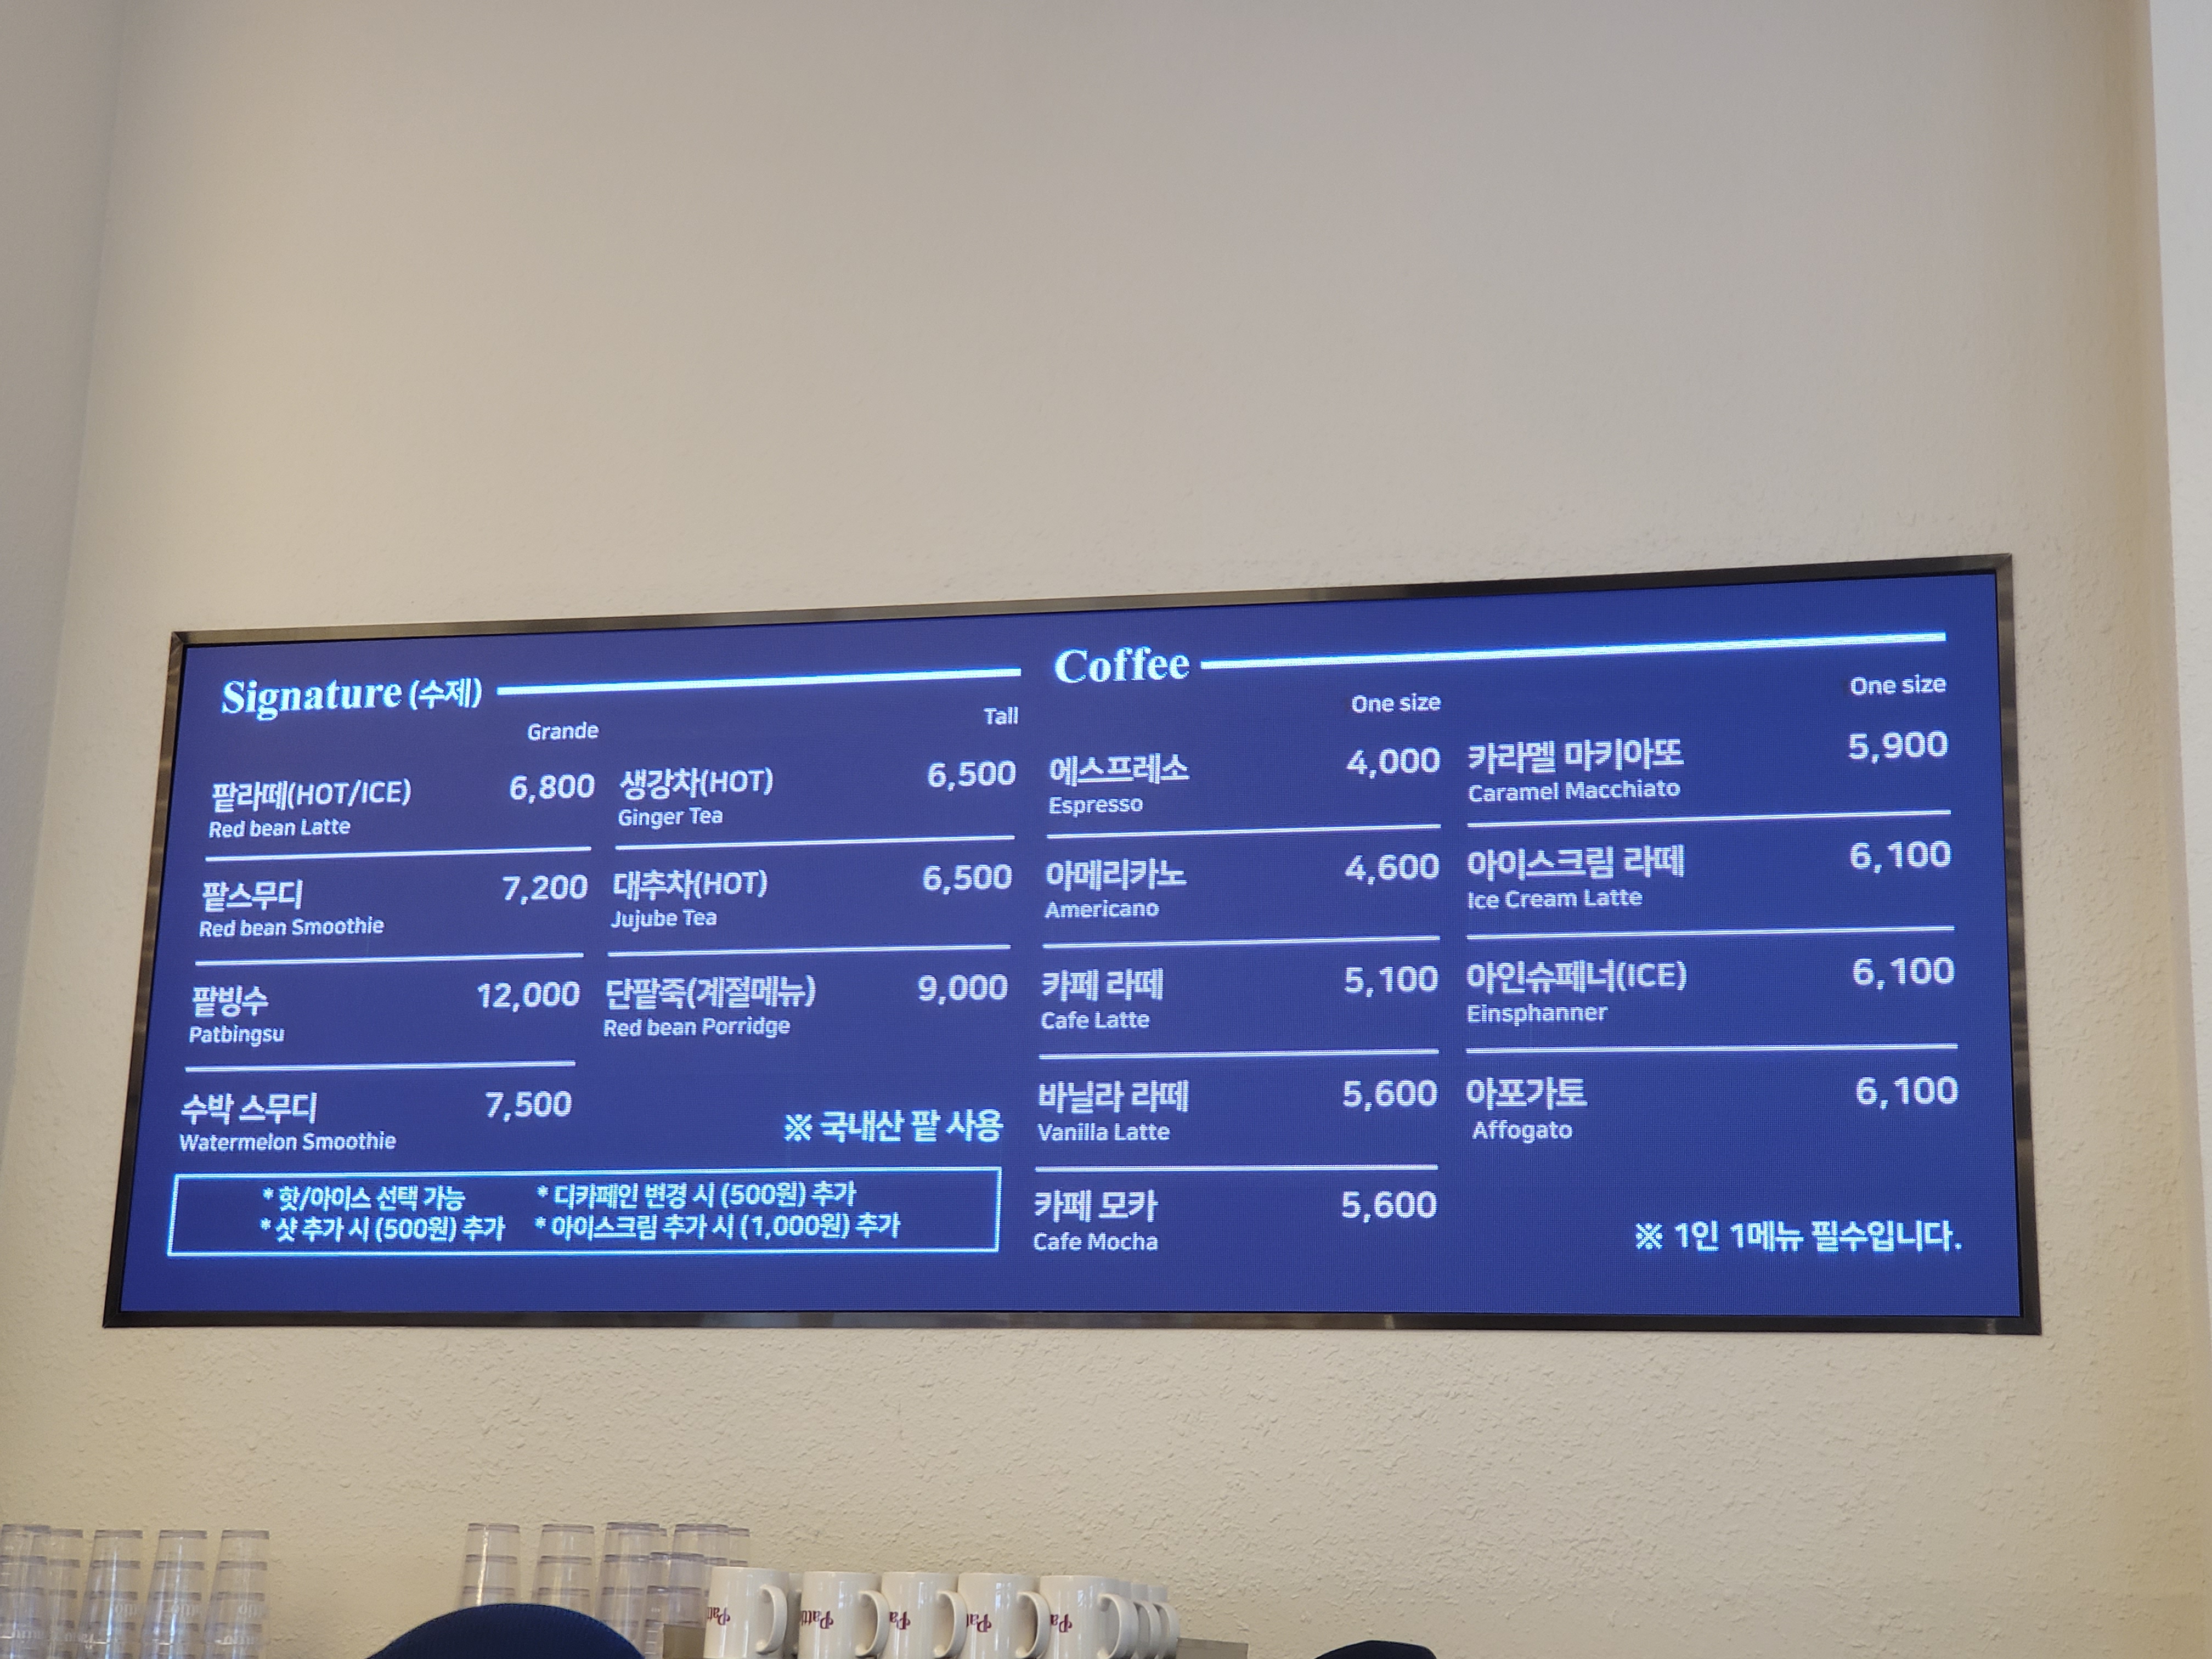 Signature (수제)
Grande
팥라떼(HOT/ICE) 6,800
Red bean Latte
팥스무디 7,200
Red bean Smoothie
팥빙수 12,000
Patbingsu
수박 스무디 7,500
Watermelon Smoothie
Tall
생강차(HOT) 6,500
Ginger Tea
대추차(HOT) 6,500
Jujube Tea
단팥죽(계절메뉴) 9,000
Red bean Porridge
※ 국내산 팥 사용
* 핫/아이스 선택 가능 * 디카페인 변경 시 (500원) 추가
* 샷 추가 시 (500원) 추가 * 아이스크림 추가 시 (1,000원) 추가
Coffee
One size
에스프레소 4,000
Espresso
아메리카노 4,600
Americano
카페 라떼 5,100
Cafe Latte
바닐라 라떼 5,600
Vanilla Latte
카페 모카 5,600
Cafe Mocha
One size
카라멜 마키아또 5,900
Caramel Macchiato
아이스크림 라떼 6,100
Ice Cream Latte
아인슈페너(ICE) 6,100
Einsphanner
아포가토 6,100
Affogato
※ 1인 1메뉴 필수입니다.